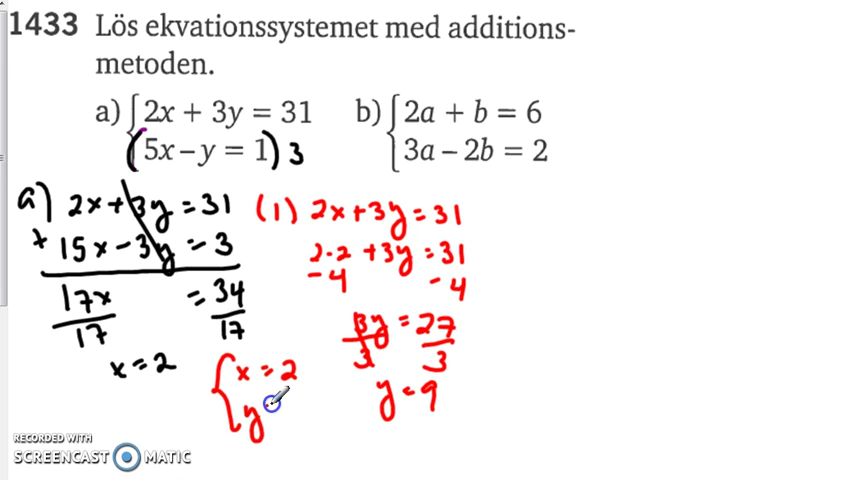 1433 Lös ekvationssystemet med additions-
metoden.
a) { 2x + 3y = 31
(5x − y = 1) 3
b) { 2a + b = 6
3a − 2b = 2
a) 2x + 3y = 31
+ 15x − 3y = 3
17x = 34
17 17
x = 2
(1) 2x + 3y = 31
2·2 + 3y = 31
−4 −4
3y = 27
3 3
y = 9
{ x = 2
y
RECORDED WITH
SCREENCAST MATIC